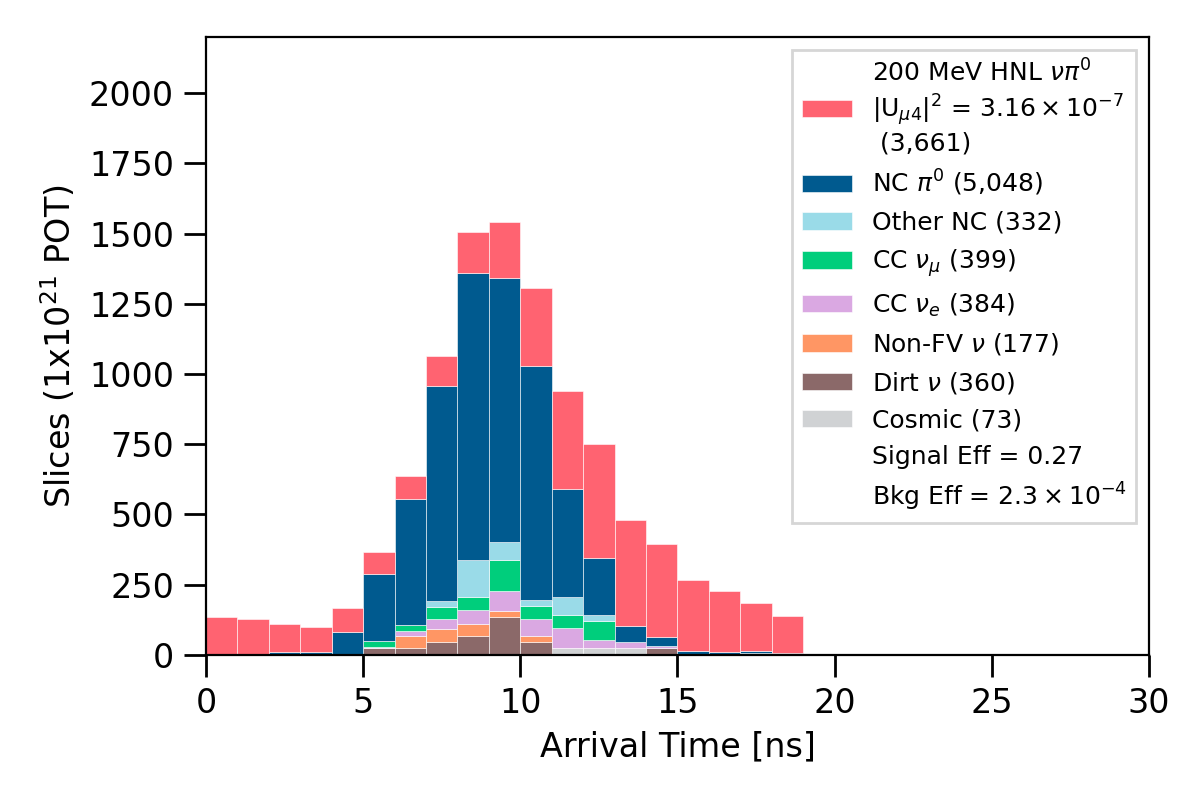 2000
1750
1500
1250
1000
750
500
250
0
Slices (1x10²¹ POT)
0 5 10 15 20 25 30
Arrival Time [ns]
200 MeV HNL νπ⁰
|U_{μ4}|² = 3.16 × 10⁻⁷
(3,661)
NC π⁰ (5,048)
Other NC (332)
CC ν_μ (399)
CC ν_e (384)
Non-FV ν (177)
Dirt ν (360)
Cosmic (73)
Signal Eff = 0.27
Bkg Eff = 2.3 × 10⁻⁴